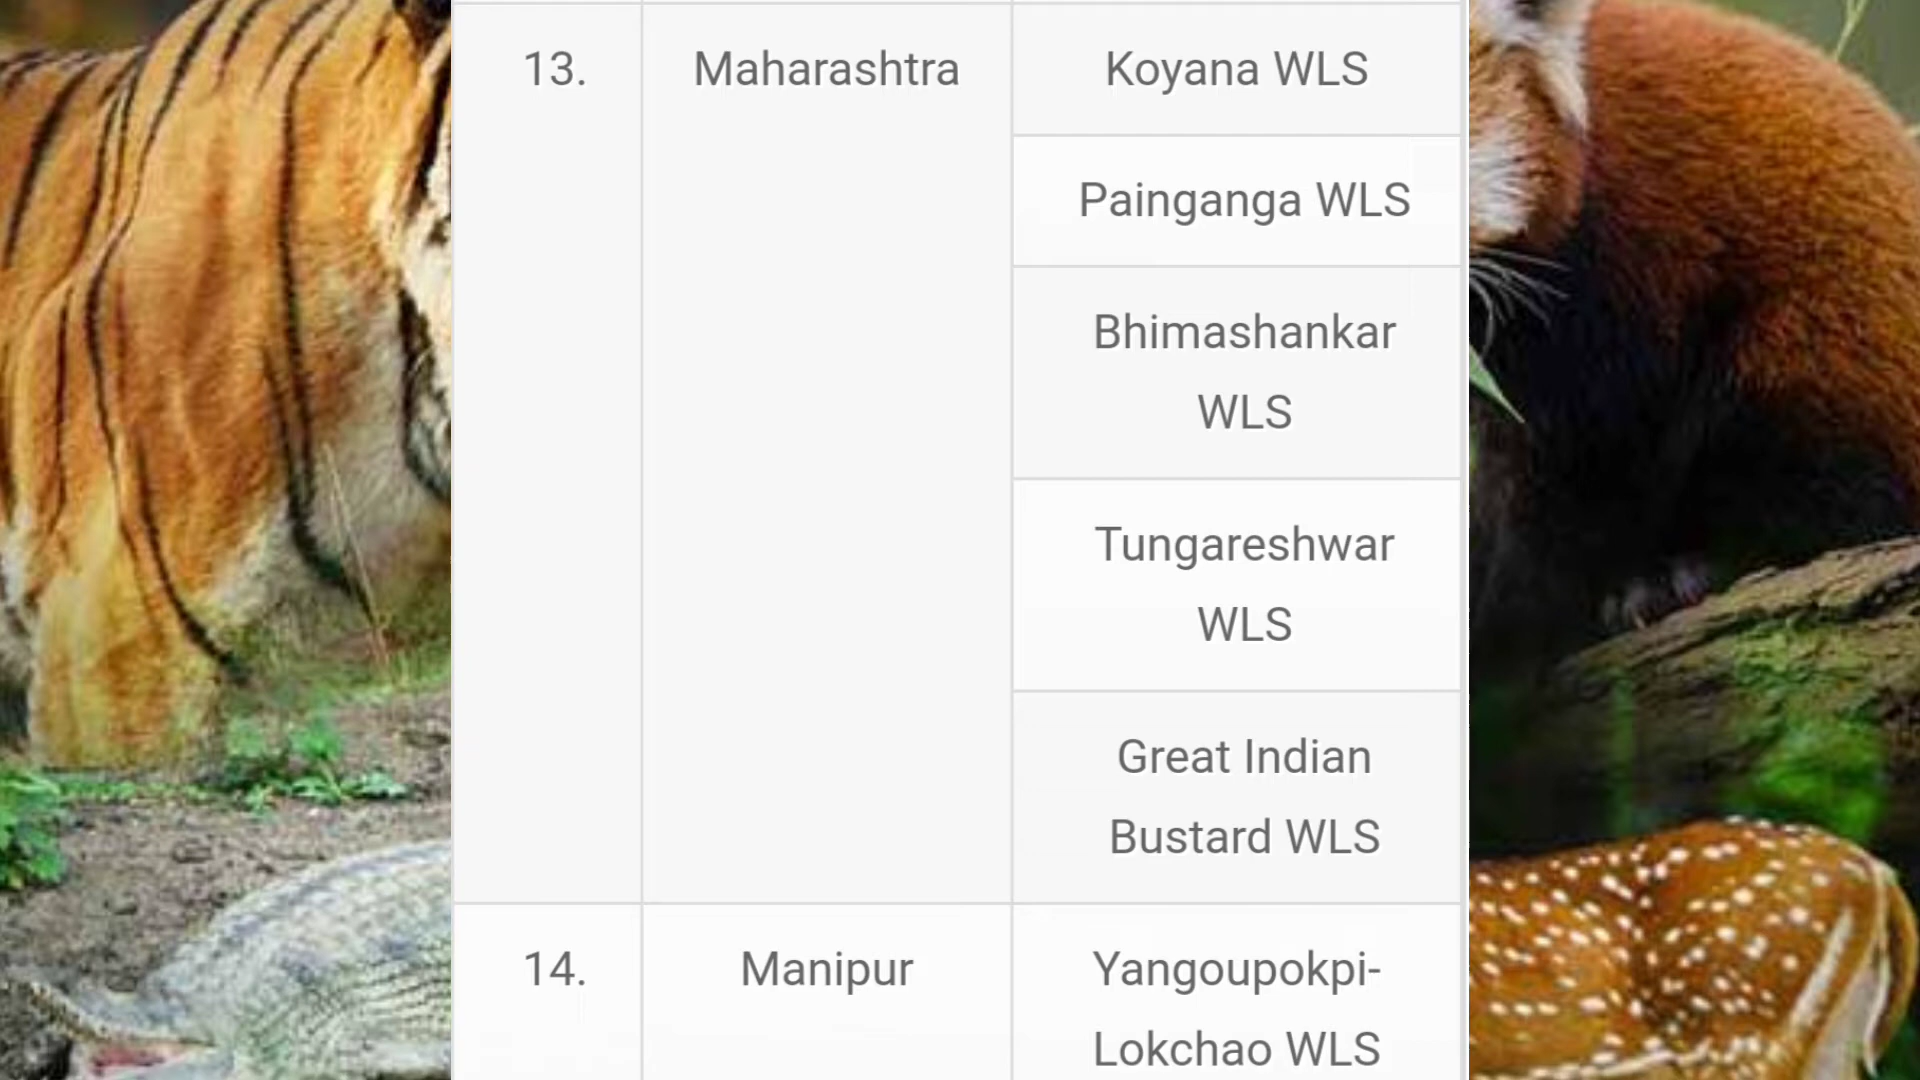 13. Maharashtra Koyana WLS
Painganga WLS
Bhimashankar
WLS
Tungareshwar
WLS
Great Indian
Bustard WLS
14. Manipur Yangoupokpi-
Lokchao WLS